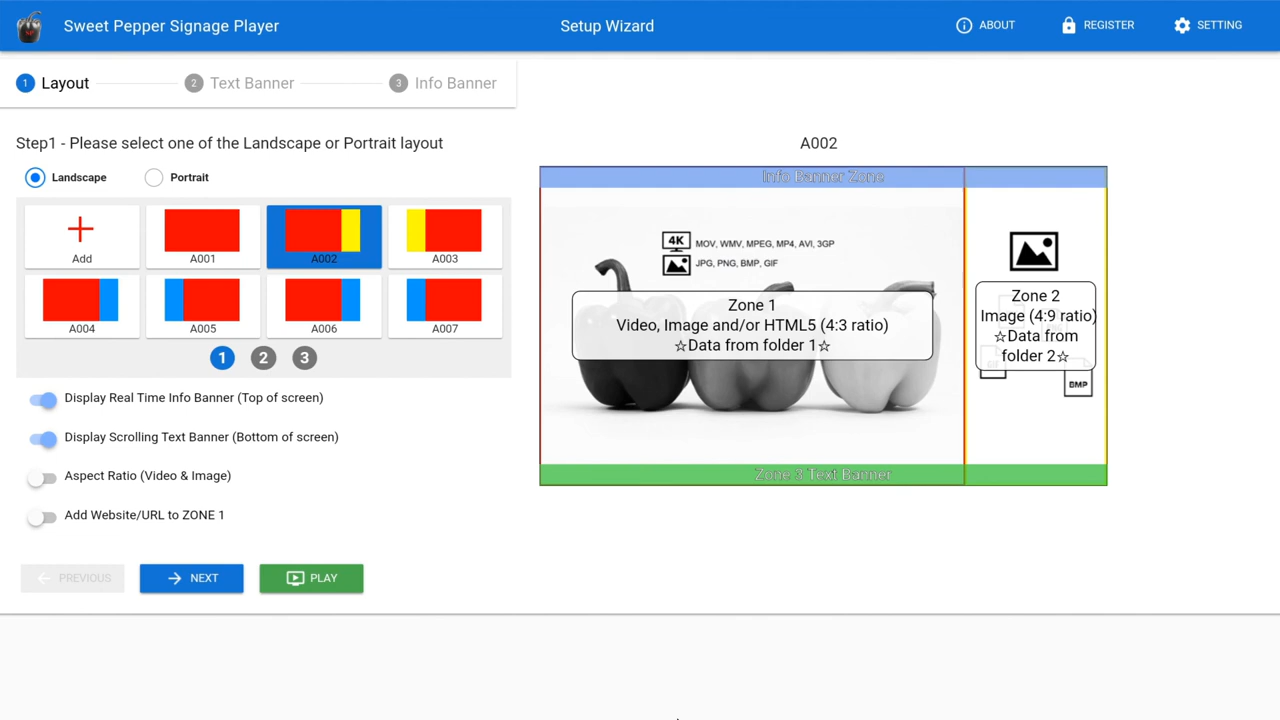 Sweet Pepper Signage Player
Setup Wizard
ABOUT
REGISTER
SETTING
1 Layout
2 Text Banner
3 Info Banner
Step1 - Please select one of the Landscape or Portrait layout
Landscape
Portrait
Add
A001
A002
A003
A004
A005
A006
A007
1
2
3
Display Real Time Info Banner (Top of screen)
Display Scrolling Text Banner (Bottom of screen)
Aspect Ratio (Video & Image)
Add Website/URL to ZONE 1
PREVIOUS
NEXT
PLAY
A002
Info Banner Zone
4K
MOV, WMV, MPEG, MP4, AVI, 3GP
JPG, PNG, BMP, GIF
Zone 1
Video, Image and/or HTML5 (4:3 ratio)
☆Data from folder 1☆
Zone 2
Image (4:9 ratio)
☆Data from
folder 2☆
BMP
Zone 3 Text Banner